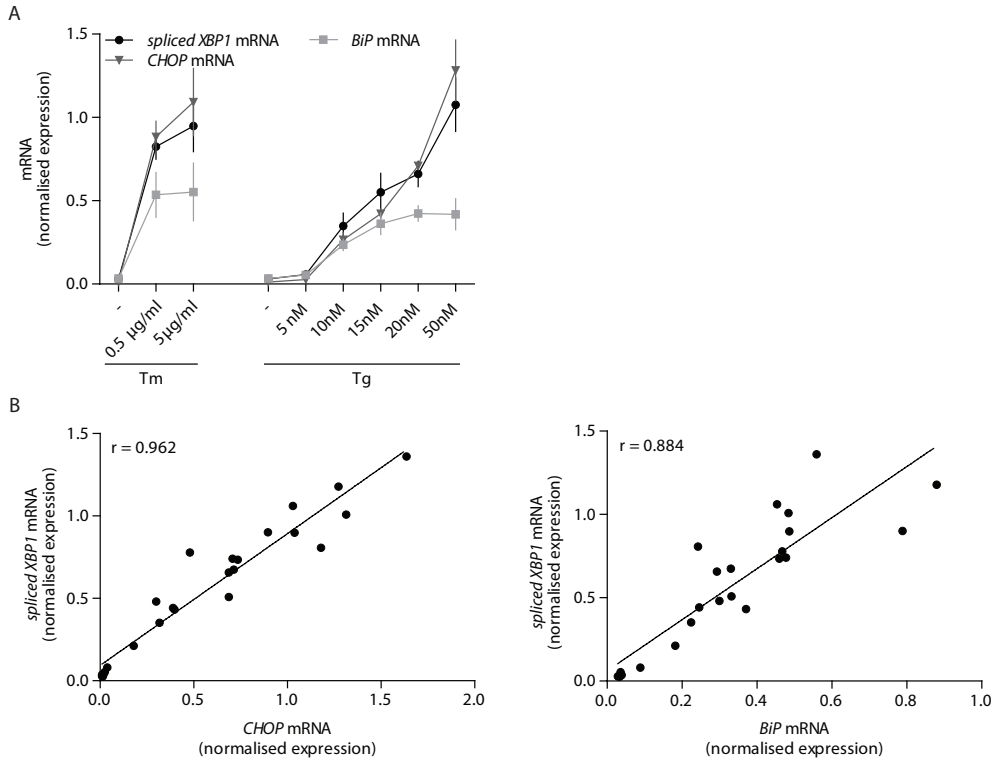 A
spliced XBP1 mRNA
BiP mRNA
CHOP mRNA
mRNA
(normalised expression)
1.5
1.0
0.5
0.0
-
0.5 µg/ml
5µg/ml
-
5 nM
10nM
15nM
20nM
50nM
Tm
Tg
B
r = 0.962
spliced XBP1 mRNA
(normalised expression)
1.5
1.0
0.5
0.0
0.0 0.5 1.0 1.5 2.0
CHOP mRNA
(normalised expression)
r = 0.884
spliced XBP1 mRNA
(normalised expression)
1.5
1.0
0.5
0.0
0.0 0.2 0.4 0.6 0.8 1.0
BiP mRNA
(normalised expression)